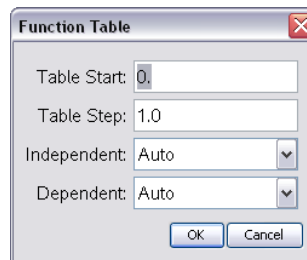 Function Table
Table Start: 0.
Table Step: 1.0
Independent: Auto
Dependent: Auto
OK Cancel